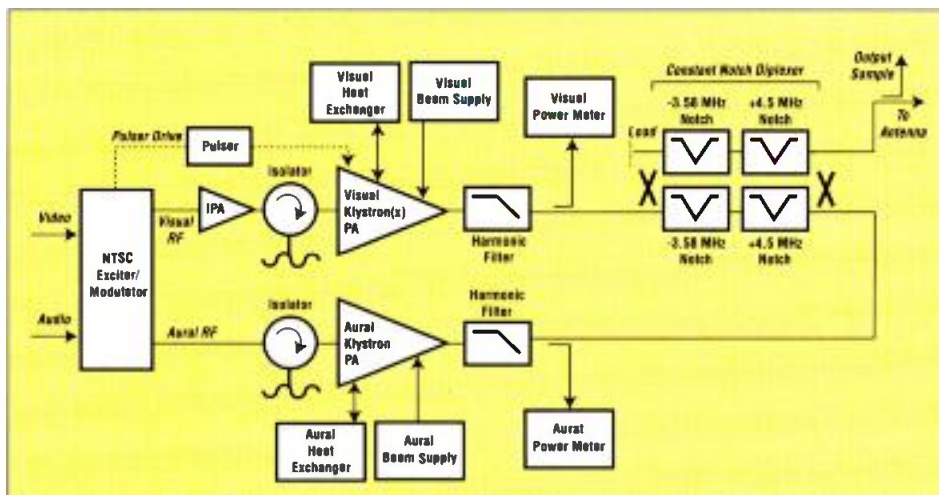 Constant Notch Diplexer
Output
Sample
-3.58 MHz
Notch
+4.5 MHz
Notch
To
Antenna
Load
Visual
Heat
Exchanger
Visual
Beam Supply
Visual
Power Meter
Pulser Drive
Pulser
Isolator
IPA
Visual
Klystron(x)
PA
Harmonic
Filter
Video
Visual
RF
NTSC
Exciter/
Modulator
-3.58 MHz
Notch
+4.5 MHz
Notch
Audio
Aural RF
Isolator
Aural
Klystron
PA
Harmonic
Filter
Aural
Heat
Exchanger
Aural
Beam Supply
Aural
Power Meter